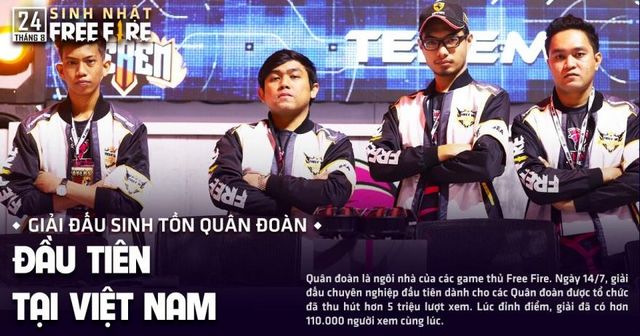 24
THÁNG 8
SINH NHẬT
FREE FIRE
◆ GIẢI ĐẤU SINH TỒN QUÂN ĐOÀN ◆
ĐẦU TIÊN
TẠI VIỆT NAM
Quân đoàn là ngôi nhà của các game thủ Free Fire. Ngày 14/7, giải
đấu chuyên nghiệp đầu tiên dành cho các Quân đoàn được tổ chức
đã thu hút hơn 5 triệu lượt xem. Lúc đỉnh điểm, giải đã có hơn
110.000 người xem cùng lúc.